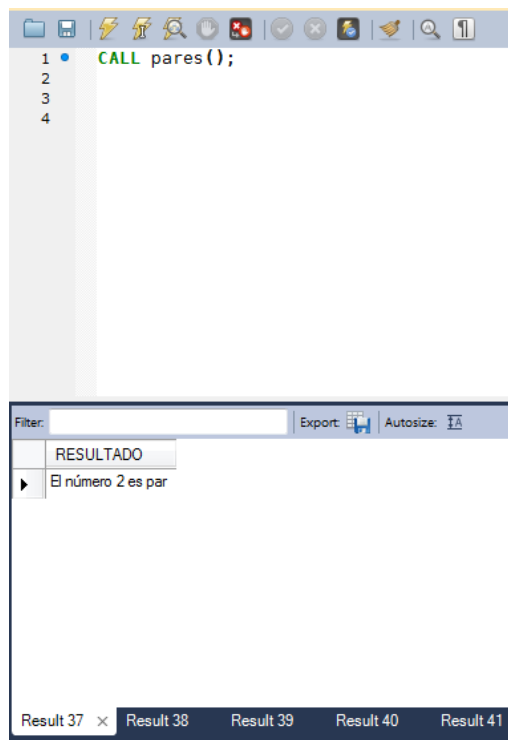 1 CALL pares();
2
3
4
Filter: Export: Autosize:
RESULTADO
El número 2 es par
Result 37 × Result 38 Result 39 Result 40 Result 41